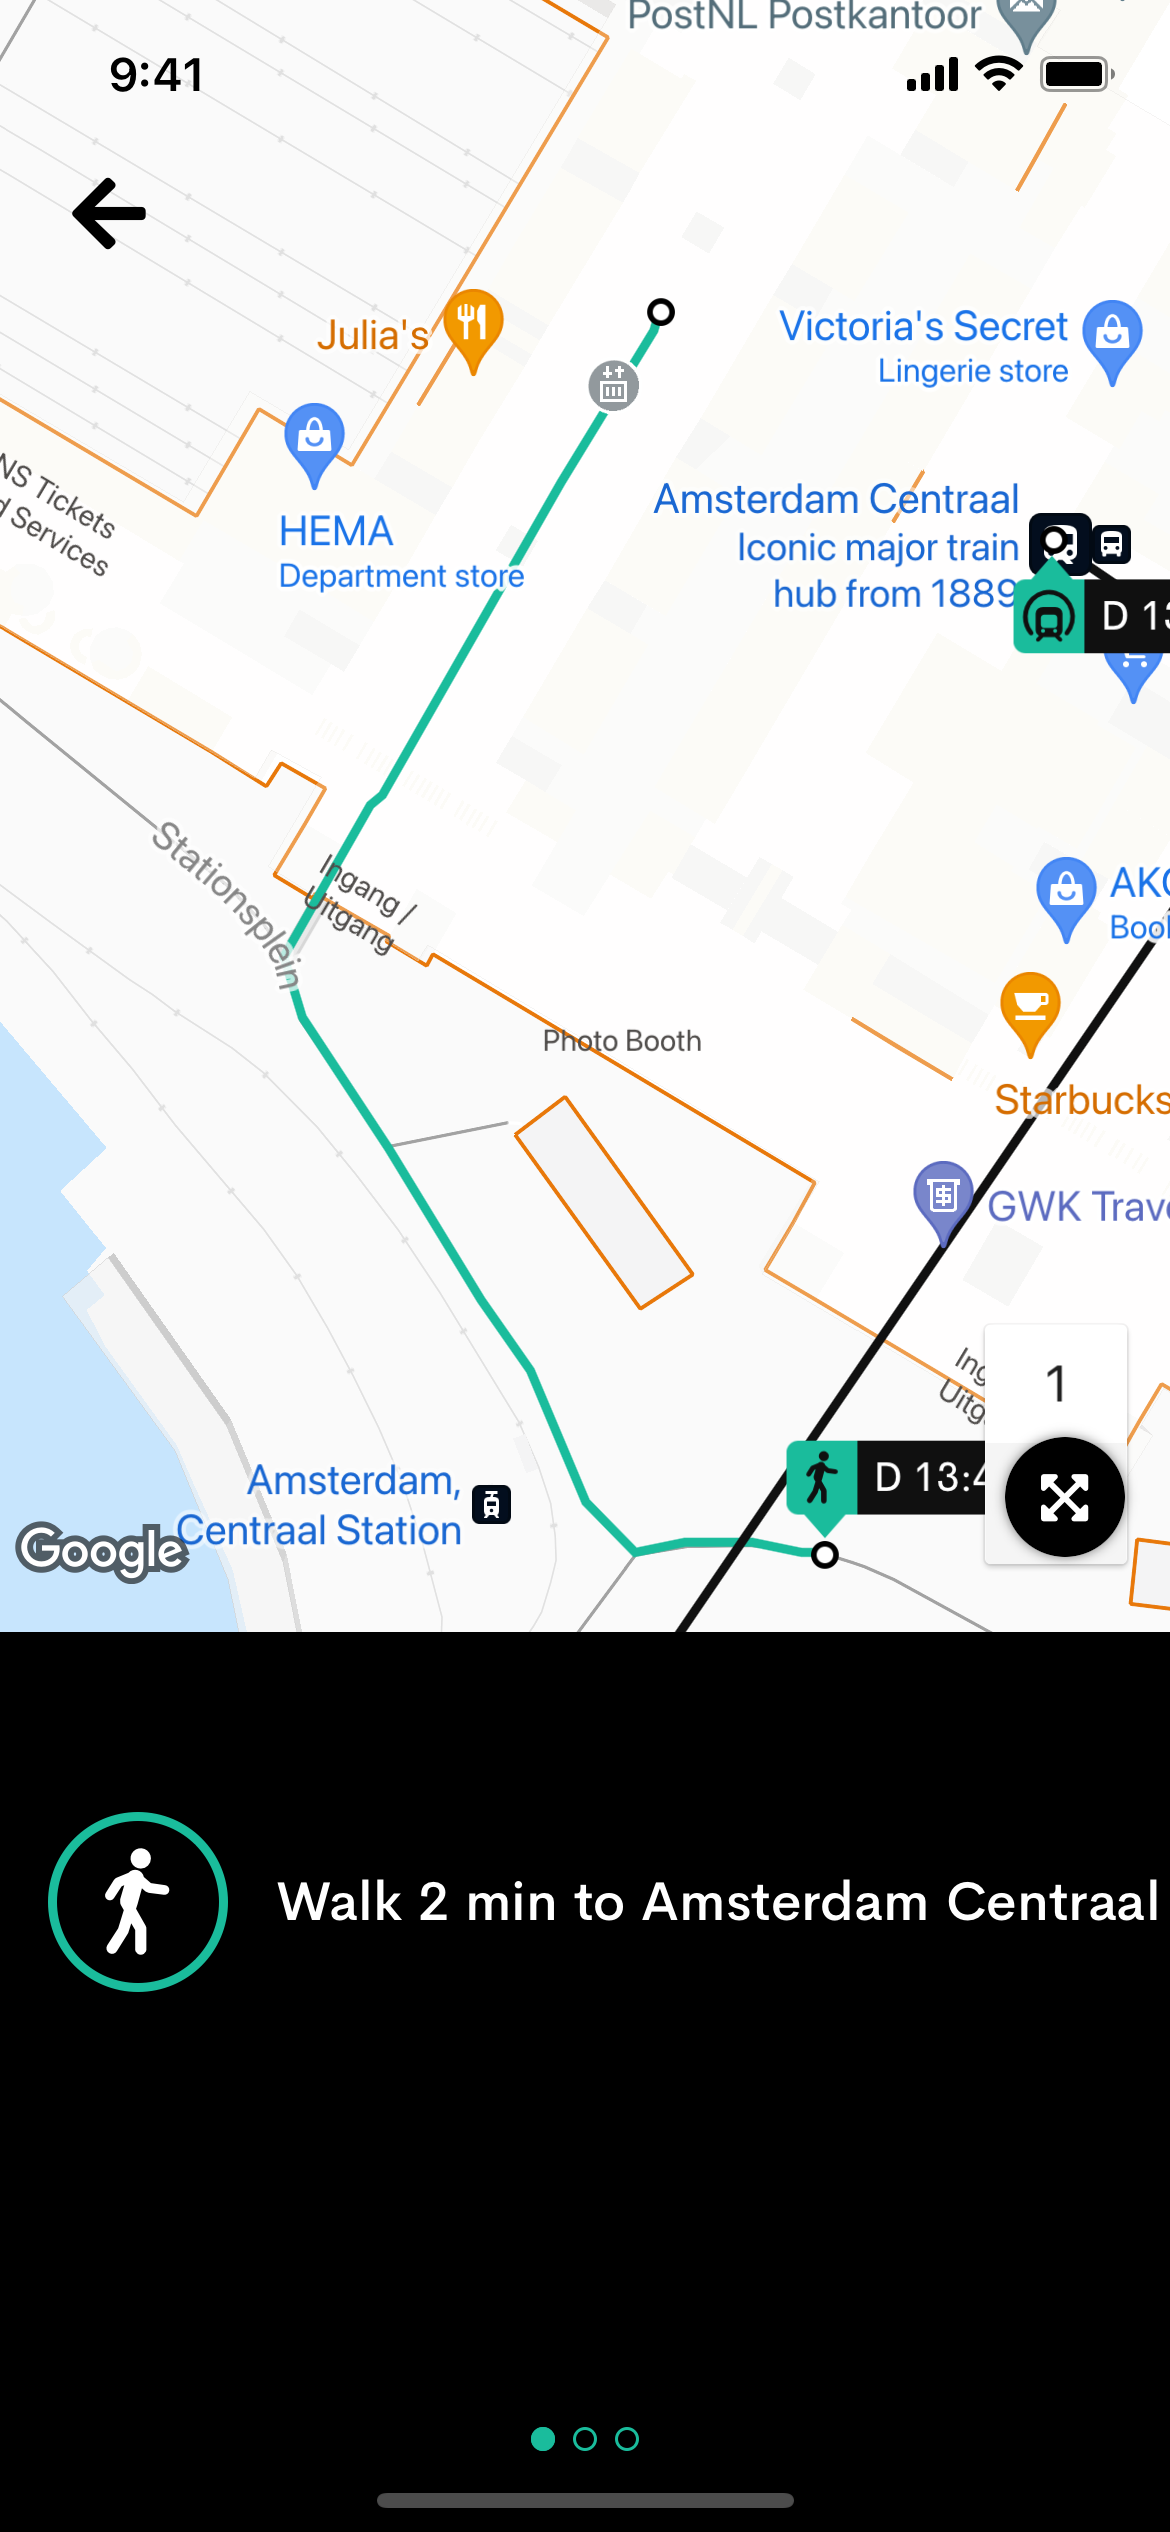 PostNL Postkantoor
9:41
Julia's
Victoria's Secret
Lingerie store
HEMA
Department store
NS Tickets
d Services
Amsterdam Centraal
Iconic major train
hub from 1889
D 13
Stationsplein
Ingang /
Uitgang
AKO
Book
Photo Booth
Starbucks
GWK Trave
Ing
Uitg
1
D 13:4
Amsterdam,
Centraal Station
Google
Walk 2 min to Amsterdam Centraal